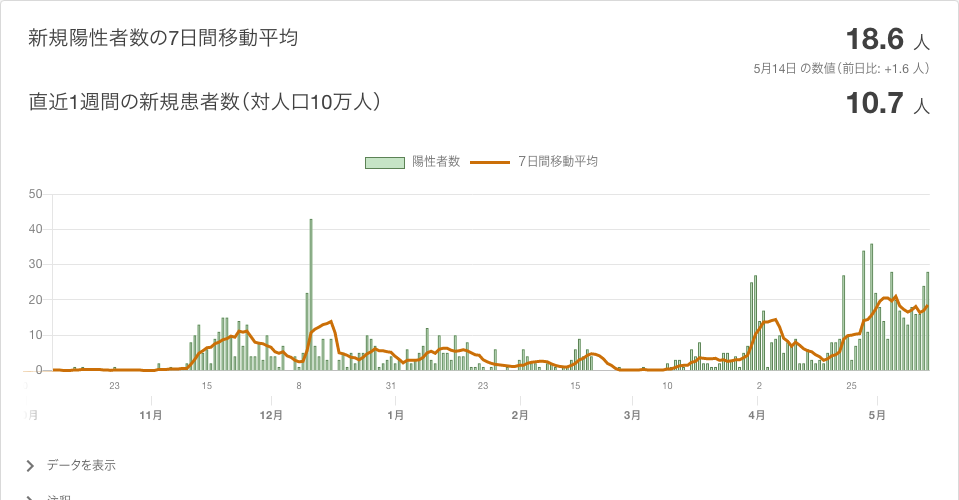 新規陽性者数の7日間移動平均
18.6 人
5月14日 の数値（前日比: +1.6 人）
直近1週間の新規患者数（対人口10万人）
10.7 人
陽性者数 7日間移動平均
50
40
30
20
10
0
23 15 8 31 23 15 10 2 25
月 11月 12月 1月 2月 3月 4月 5月
データを表示
注釈